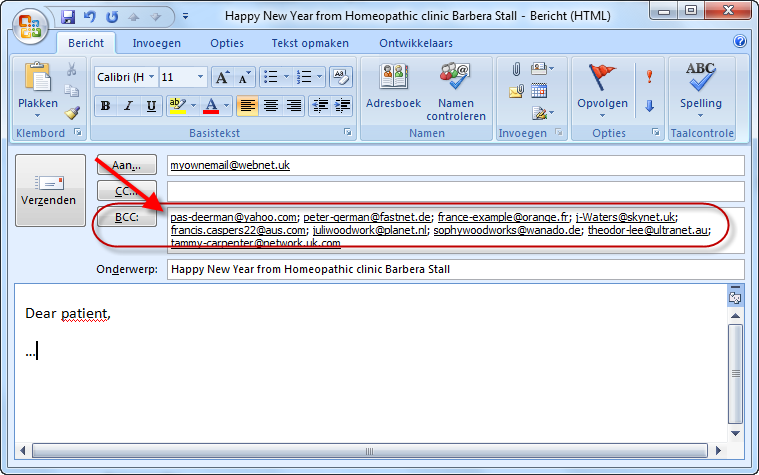 Happy New Year from Homeopathic clinic Barbera Stall - Bericht (HTML)
Bericht Invoegen Opties Tekst opmaken Ontwikkelaars
Calibri (H 11
Plakken
B I U ab A
Adresboek Namen controleren
Opvolgen
ABC
Spelling
Klembord Basistekst Namen Invoegen Opties Taalcontrole
Verzenden
Aan... myownemail@webnet.uk
CC...
BCC: pas-deerman@yahoo.com; peter-german@fastnet.de; france-example@orange.fr; j-Waters@skynet.uk;
francis.caspers22@aus.com; juliwoodwork@planet.nl; sophywoodworks@wanado.de; theodor-lee@ultranet.au;
tammy-carpenter@network.uk.com
Onderwerp: Happy New Year from Homeopathic clinic Barbera Stall
Dear patient,
...